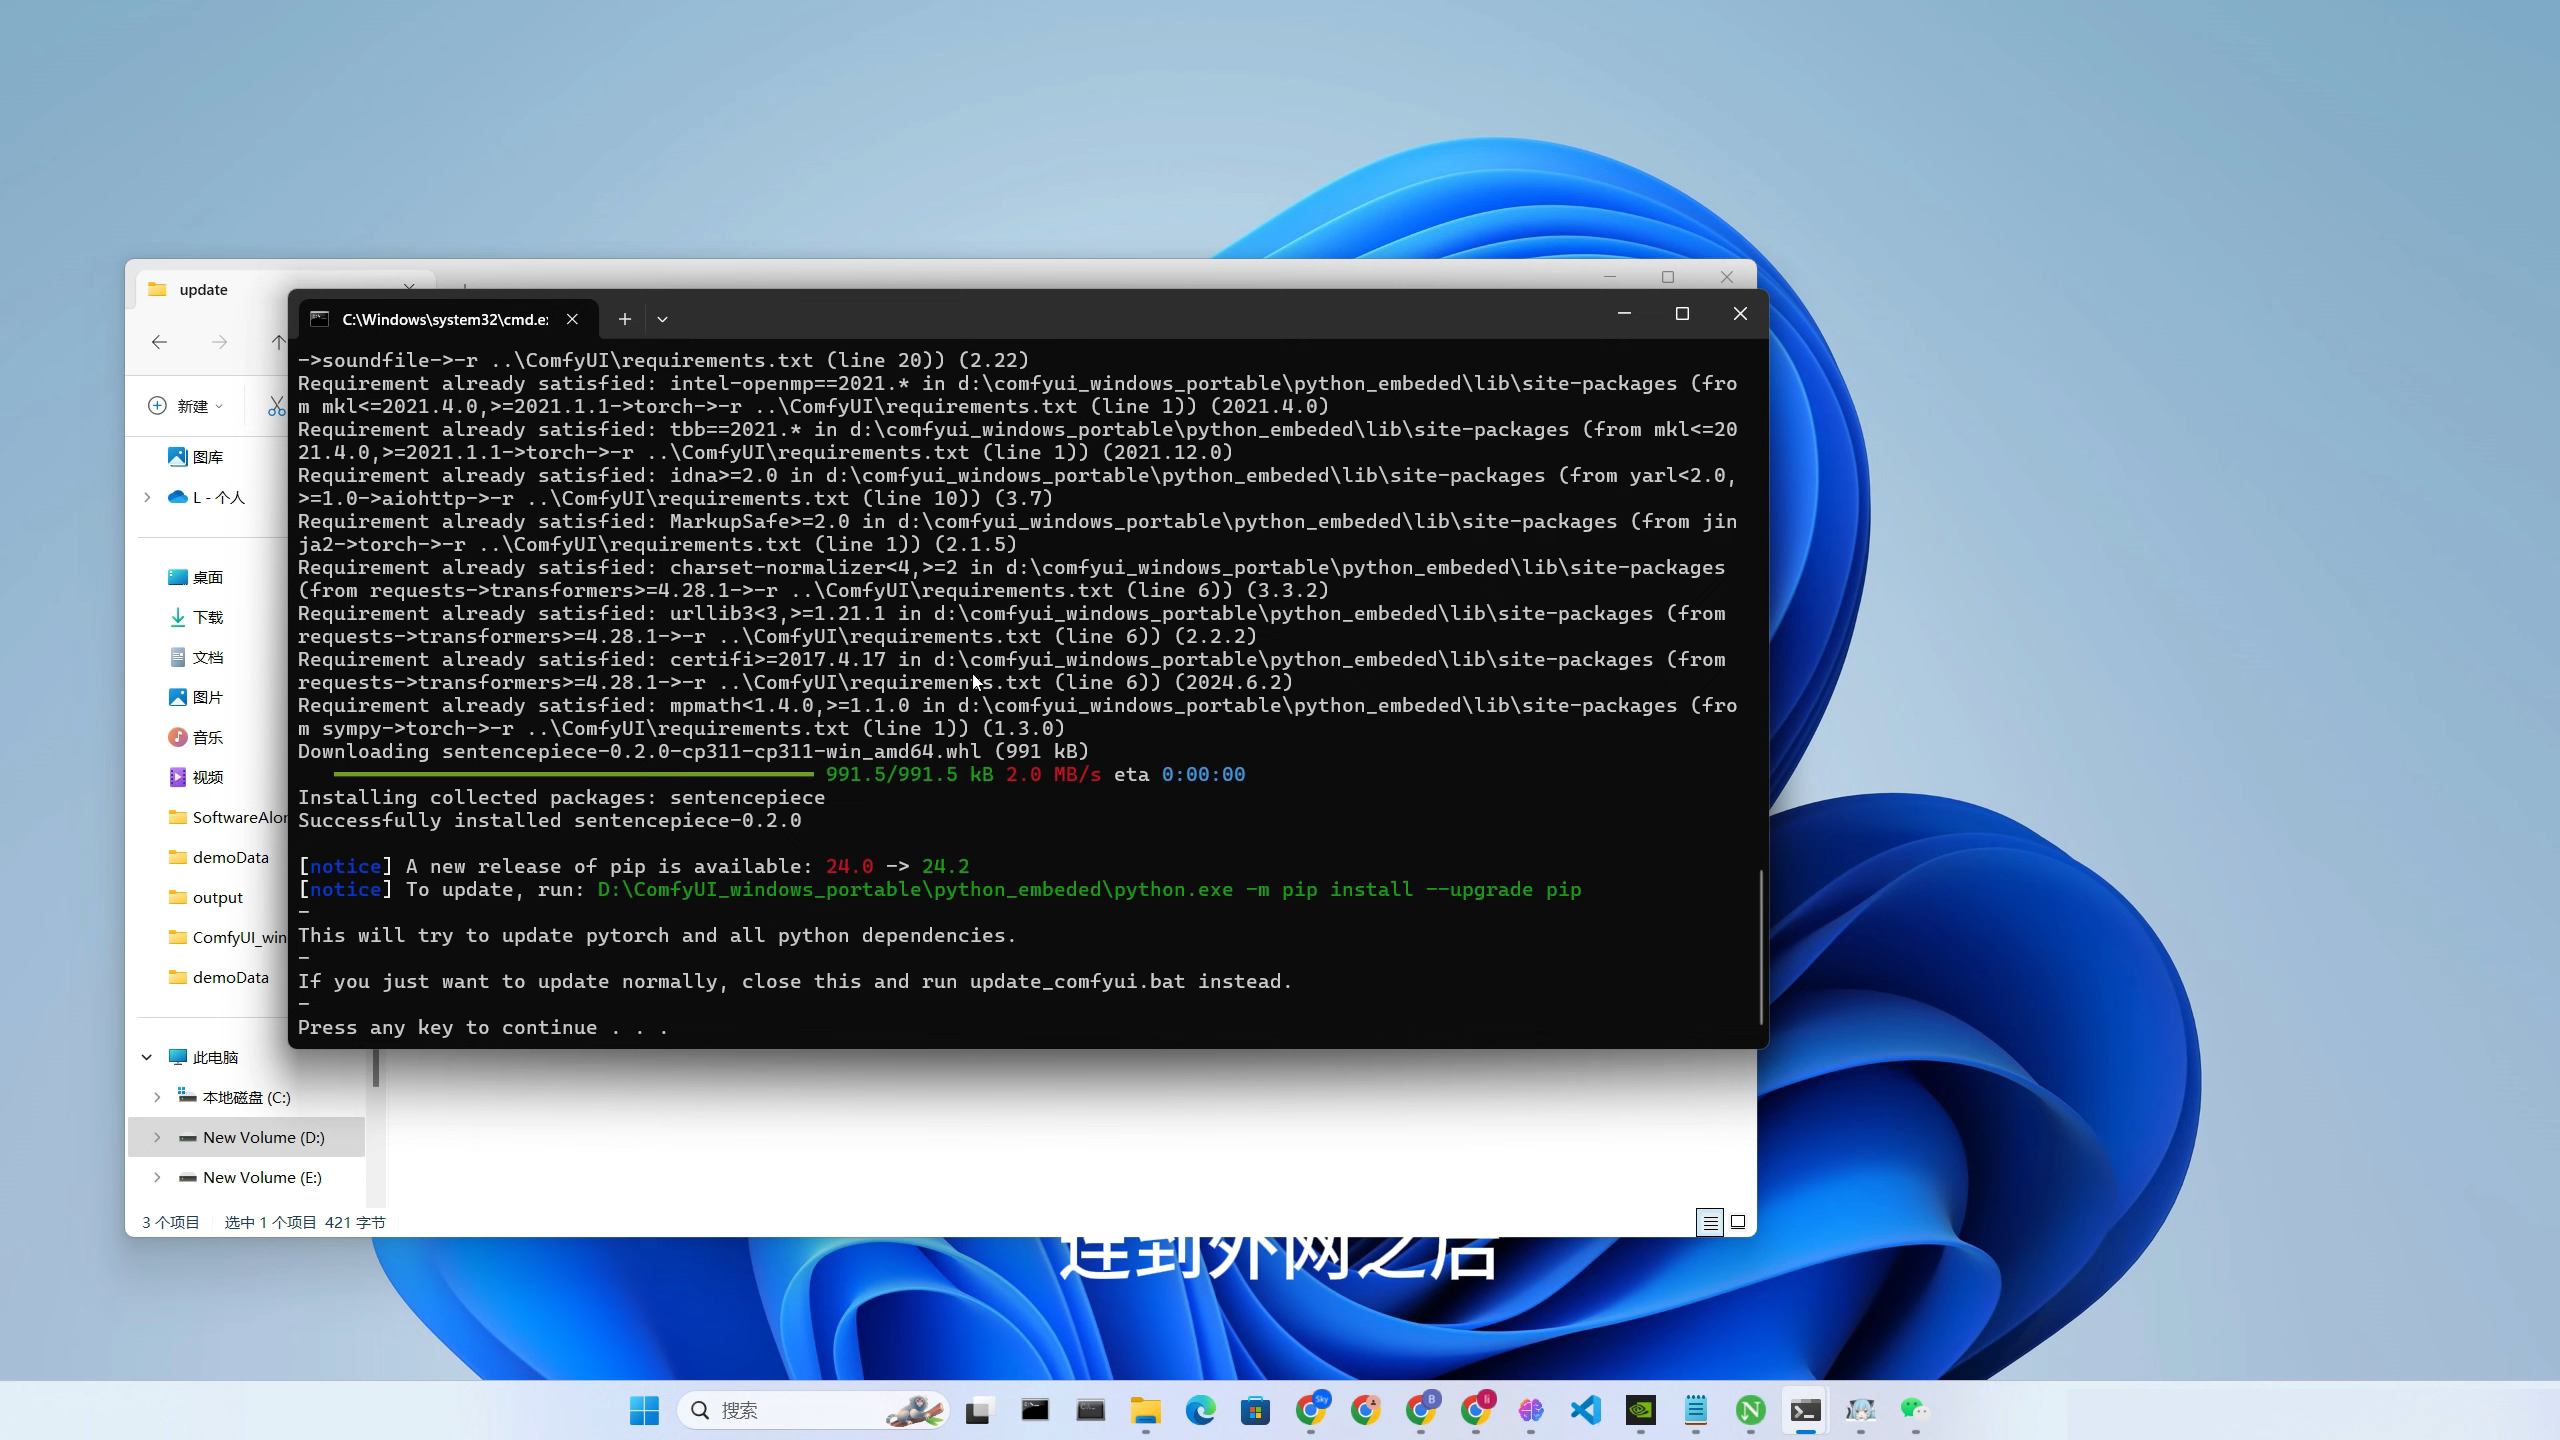 update
C:\Windows\system32\cmd.e
新建
图库
L - 个人
桌面
下载
文档
图片
音乐
视频
SoftwareAlon
demoData
output
ComfyUI_win
demoData
此电脑
本地磁盘 (C:)
New Volume (D:)
New Volume (E:)
3 个项目 选中 1 个项目 421 字节
->soundfile->-r ..\ComfyUI\requirements.txt (line 20)) (2.22)
Requirement already satisfied: intel-openmp==2021.* in d:\comfyui_windows_portable\python_embeded\lib\site-packages (fro
m mkl<=2021.4.0,>=2021.1.1->torch->-r ..\ComfyUI\requirements.txt (line 1)) (2021.4.0)
Requirement already satisfied: tbb==2021.* in d:\comfyui_windows_portable\python_embeded\lib\site-packages (from mkl<=20
21.4.0,>=2021.1.1->torch->-r ..\ComfyUI\requirements.txt (line 1)) (2021.12.0)
Requirement already satisfied: idna>=2.0 in d:\comfyui_windows_portable\python_embeded\lib\site-packages (from yarl<2.0,
>=1.0->aiohttp->-r ..\ComfyUI\requirements.txt (line 10)) (3.7)
Requirement already satisfied: MarkupSafe>=2.0 in d:\comfyui_windows_portable\python_embeded\lib\site-packages (from jin
ja2->torch->-r ..\ComfyUI\requirements.txt (line 1)) (2.1.5)
Requirement already satisfied: charset-normalizer<4,>=2 in d:\comfyui_windows_portable\python_embeded\lib\site-packages
(from requests->transformers>=4.28.1->-r ..\ComfyUI\requirements.txt (line 6)) (3.3.2)
Requirement already satisfied: urllib3<3,>=1.21.1 in d:\comfyui_windows_portable\python_embeded\lib\site-packages (from
requests->transformers>=4.28.1->-r ..\ComfyUI\requirements.txt (line 6)) (2.2.2)
Requirement already satisfied: certifi>=2017.4.17 in d:\comfyui_windows_portable\python_embeded\lib\site-packages (from
requests->transformers>=4.28.1->-r ..\ComfyUI\requirements.txt (line 6)) (2024.6.2)
Requirement already satisfied: mpmath<1.4.0,>=1.1.0 in d:\comfyui_windows_portable\python_embeded\lib\site-packages (fro
m sympy->torch->-r ..\ComfyUI\requirements.txt (line 1)) (1.3.0)
Downloading sentencepiece-0.2.0-cp311-cp311-win_amd64.whl (991 kB)
991.5/991.5 kB 2.0 MB/s eta 0:00:00
Installing collected packages: sentencepiece
Successfully installed sentencepiece-0.2.0
[notice] A new release of pip is available: 24.0 -> 24.2
[notice] To update, run: D:\ComfyUI_windows_portable\python_embeded\python.exe -m pip install --upgrade pip
-
This will try to update pytorch and all python dependencies.
-
If you just want to update normally, close this and run update_comfyui.bat instead.
-
Press any key to continue . . .
连到外网之后
搜索